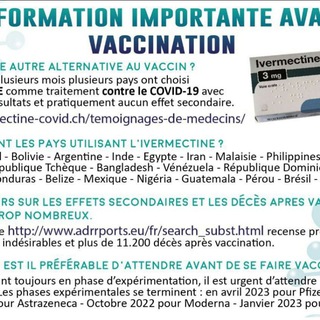 FORMATION IMPORTANTE AVA
VACCINATION
E AUTRE ALTERNATIVE AU VACCIN ?
lusieurs mois plusieurs pays ont choisi
E comme traitement contre le COVID-19 avec
sultats et pratiquement aucun effet secondaire.
ectine-covid.ch/temoignages-de-medecins/
Ivermectine
3 mg
NT LES PAYS UTILISANT L'IVERMECTINE ?
l - Bolivie - Argentine - Inde - Egypte - Iran - Malaisie - Philippines
épublique Tchèque - Bangladesh - Vénézuela - République Domini
onduras - Belize - Mexique - Nigéria - Guatemala - Pérou - Brésil -
RS SUR LES EFFETS SECONDAIRES ET LES DÉCÈS APRES VA
ROP NOMBREUX.
e http://www.adrreports.eu/fr/search_subst.html recense pr
indésirables et plus de 11.200 décès après vaccination.
EST IL PRÉFÉRABLE D'ATTENDRE AVANT DE SE FAIRE VACC
nt toujours en phase d'expérimentation, il est urgent d'attendre
Les phases expérimentales se terminent : en avril 2023 pour Pfize
our Astrazeneca - Octobre 2022 pour Moderna - Janvier 2023 po